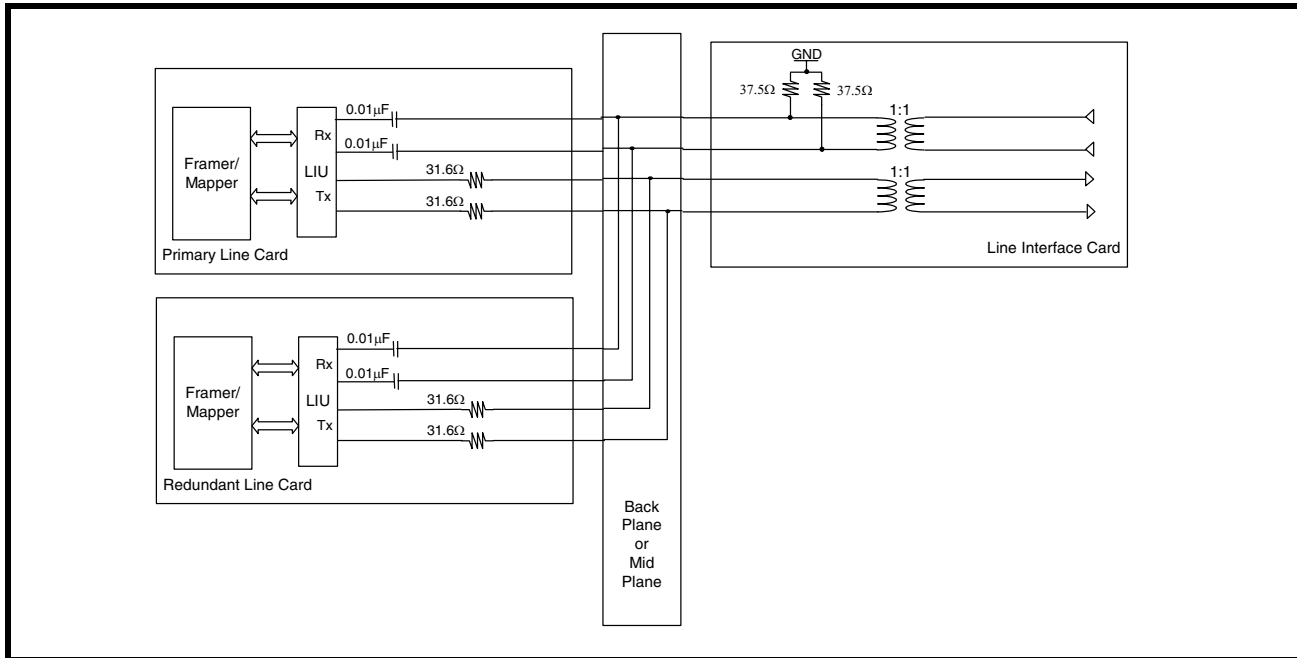 GND
37.5Ω 37.5Ω
0.01µF
Rx
1:1
0.01µF
Framer/
Mapper
LIU
31.6Ω
1:1
Tx
31.6Ω
Primary Line Card
Line Interface Card
0.01µF
Rx
0.01µF
Framer/
Mapper
LIU
31.6Ω
Tx
31.6Ω
Redundant Line Card
Back
Plane
or
Mid
Plane